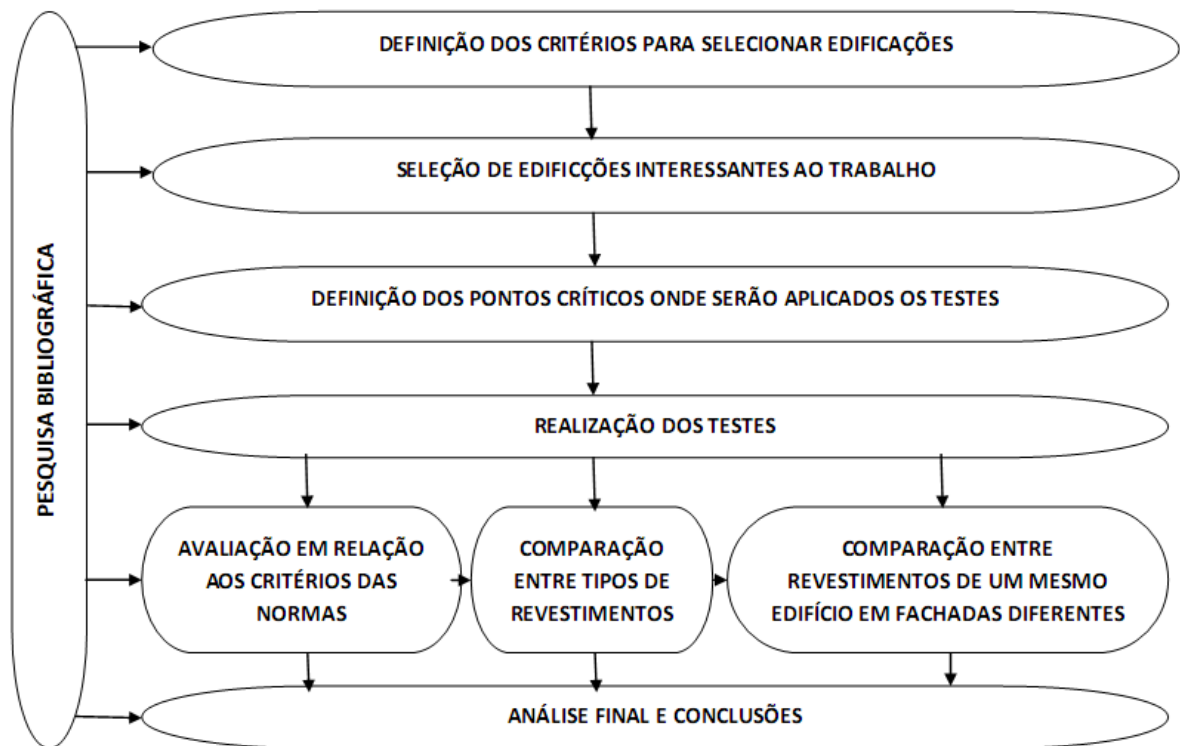 PESQUISA BIBLIOGRÁFICA
DEFINIÇÃO DOS CRITÉRIOS PARA SELECIONAR EDIFICAÇÕES
SELEÇÃO DE EDIFICÇÕES INTERESSANTES AO TRABALHO
DEFINIÇÃO DOS PONTOS CRÍTICOS ONDE SERÃO APLICADOS OS TESTES
REALIZAÇÃO DOS TESTES
AVALIAÇÃO EM RELAÇÃO
AOS CRITÉRIOS DAS
NORMAS
COMPARAÇÃO
ENTRE TIPOS DE
REVESTIMENTOS
COMPARAÇÃO ENTRE
REVESTIMENTOS DE UM MESMO
EDIFÍCIO EM FACHADAS DIFERENTES
ANÁLISE FINAL E CONCLUSÕES